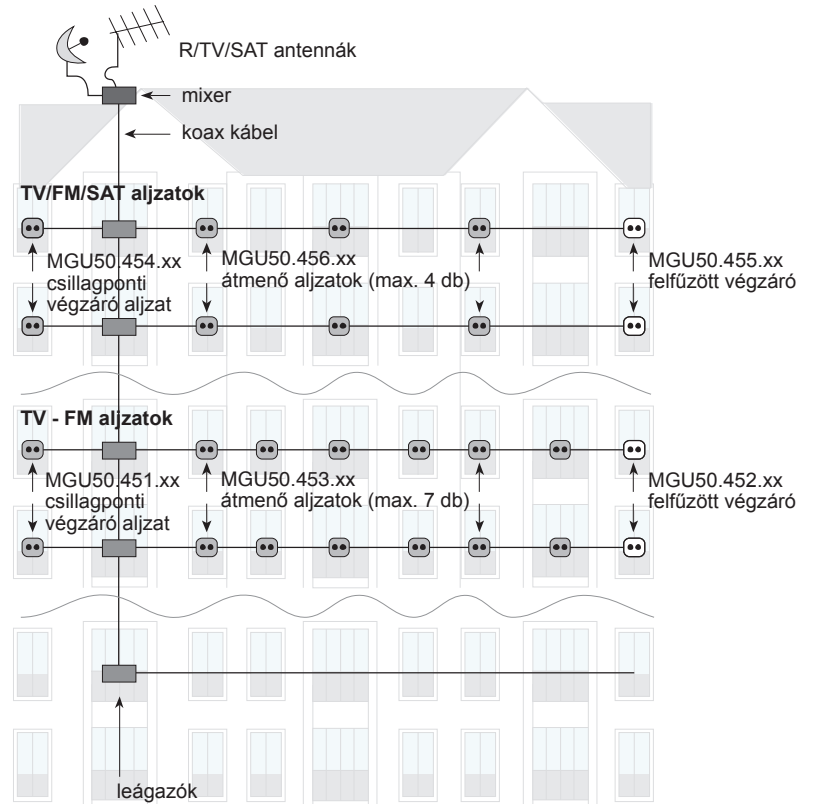 R/TV/SAT antennák
mixer
koax kábel
TV/FM/SAT aljzatok
MGU50.454.xx
csillagponti
végzáró aljzat
MGU50.456.xx
átmenő aljzatok (max. 4 db)
MGU50.455.xx
felfűzött végzáró
TV - FM aljzatok
MGU50.451.xx
csillagponti
végzáró aljzat
MGU50.453.xx
átmenő aljzatok (max. 7 db)
MGU50.452.xx
felfűzött végzáró
leágazók